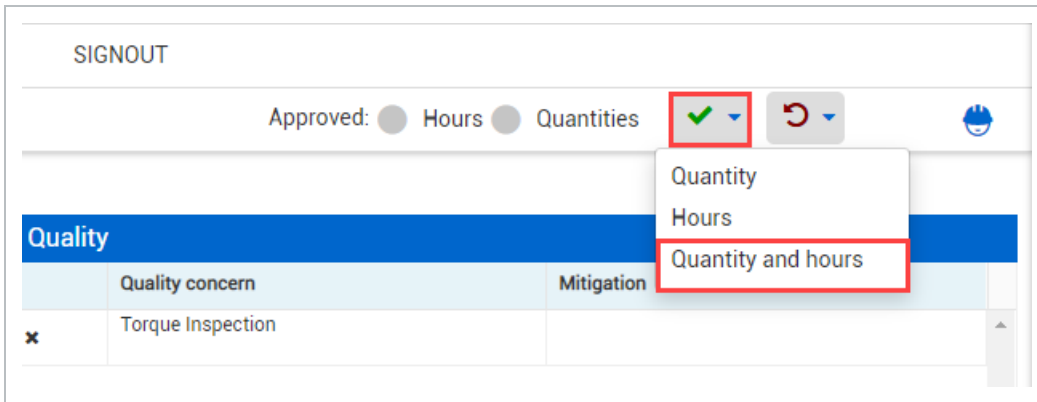 SIGNOUT
Approved: Hours Quantities
Quantity
Hours
Quantity and hours
Quality
Quality concern Mitigation
Torque Inspection